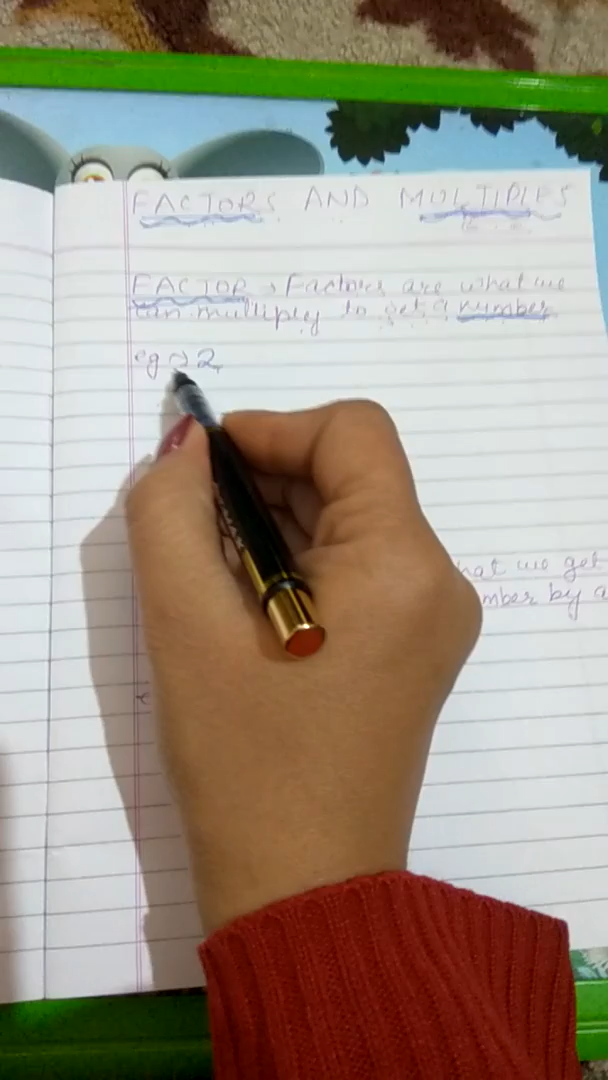 FACTORS AND MULTIPLES
FACTOR → Factors are what we
can multiply to get a number
eg → 2
hat we get
mber by a